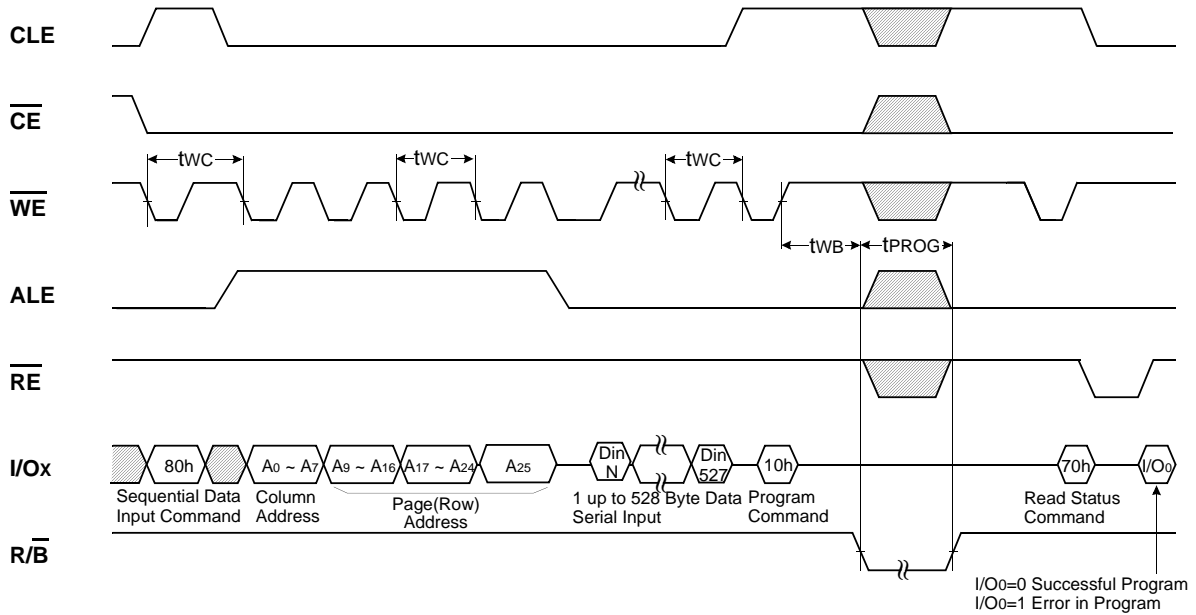 CLE
CE
tWC
tWC
tWC
WE
tWB
tPROG
ALE
RE
I/Ox
80h
A0 ~ A7
A9 ~ A16
A17 ~ A24
A25
Din
N
Din
527
10h
70h
I/O0
Sequential Data
Input Command
Column
Address
Page(Row)
Address
1 up to 528 Byte Data
Serial Input
Program
Command
Read Status
Command
R/B
I/O0=0 Successful Program
I/O0=1 Error in Program